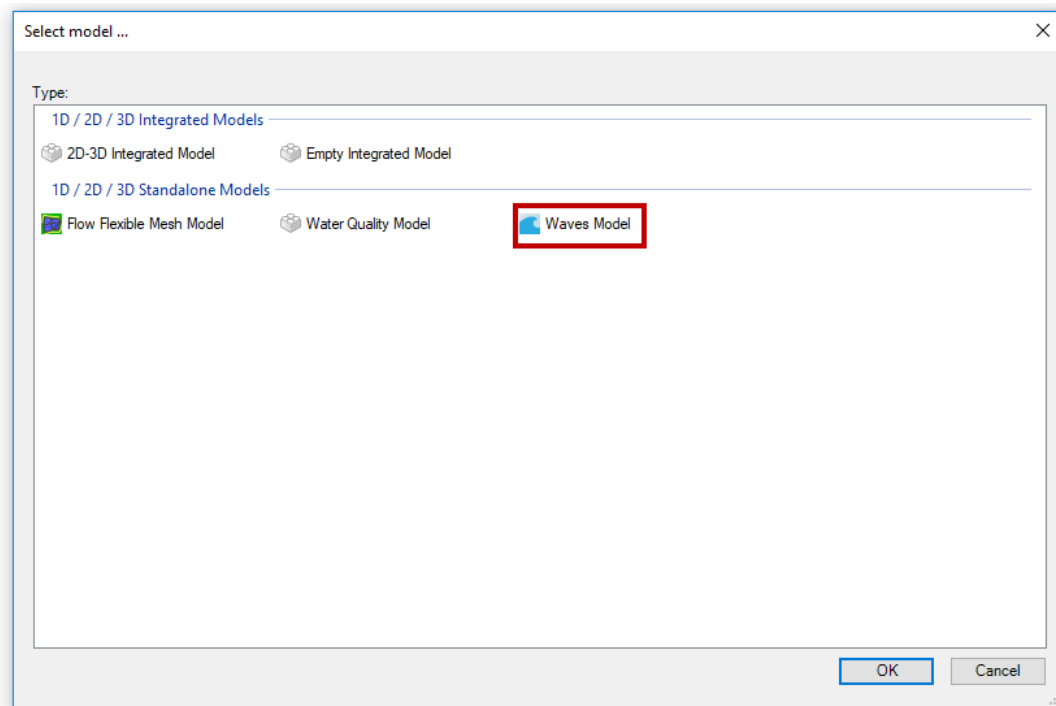 Select model ...
Type:
1D / 2D / 3D Integrated Models
2D-3D Integrated Model Empty Integrated Model
1D / 2D / 3D Standalone Models
Flow Flexible Mesh Model Water Quality Model Waves Model
OK Cancel